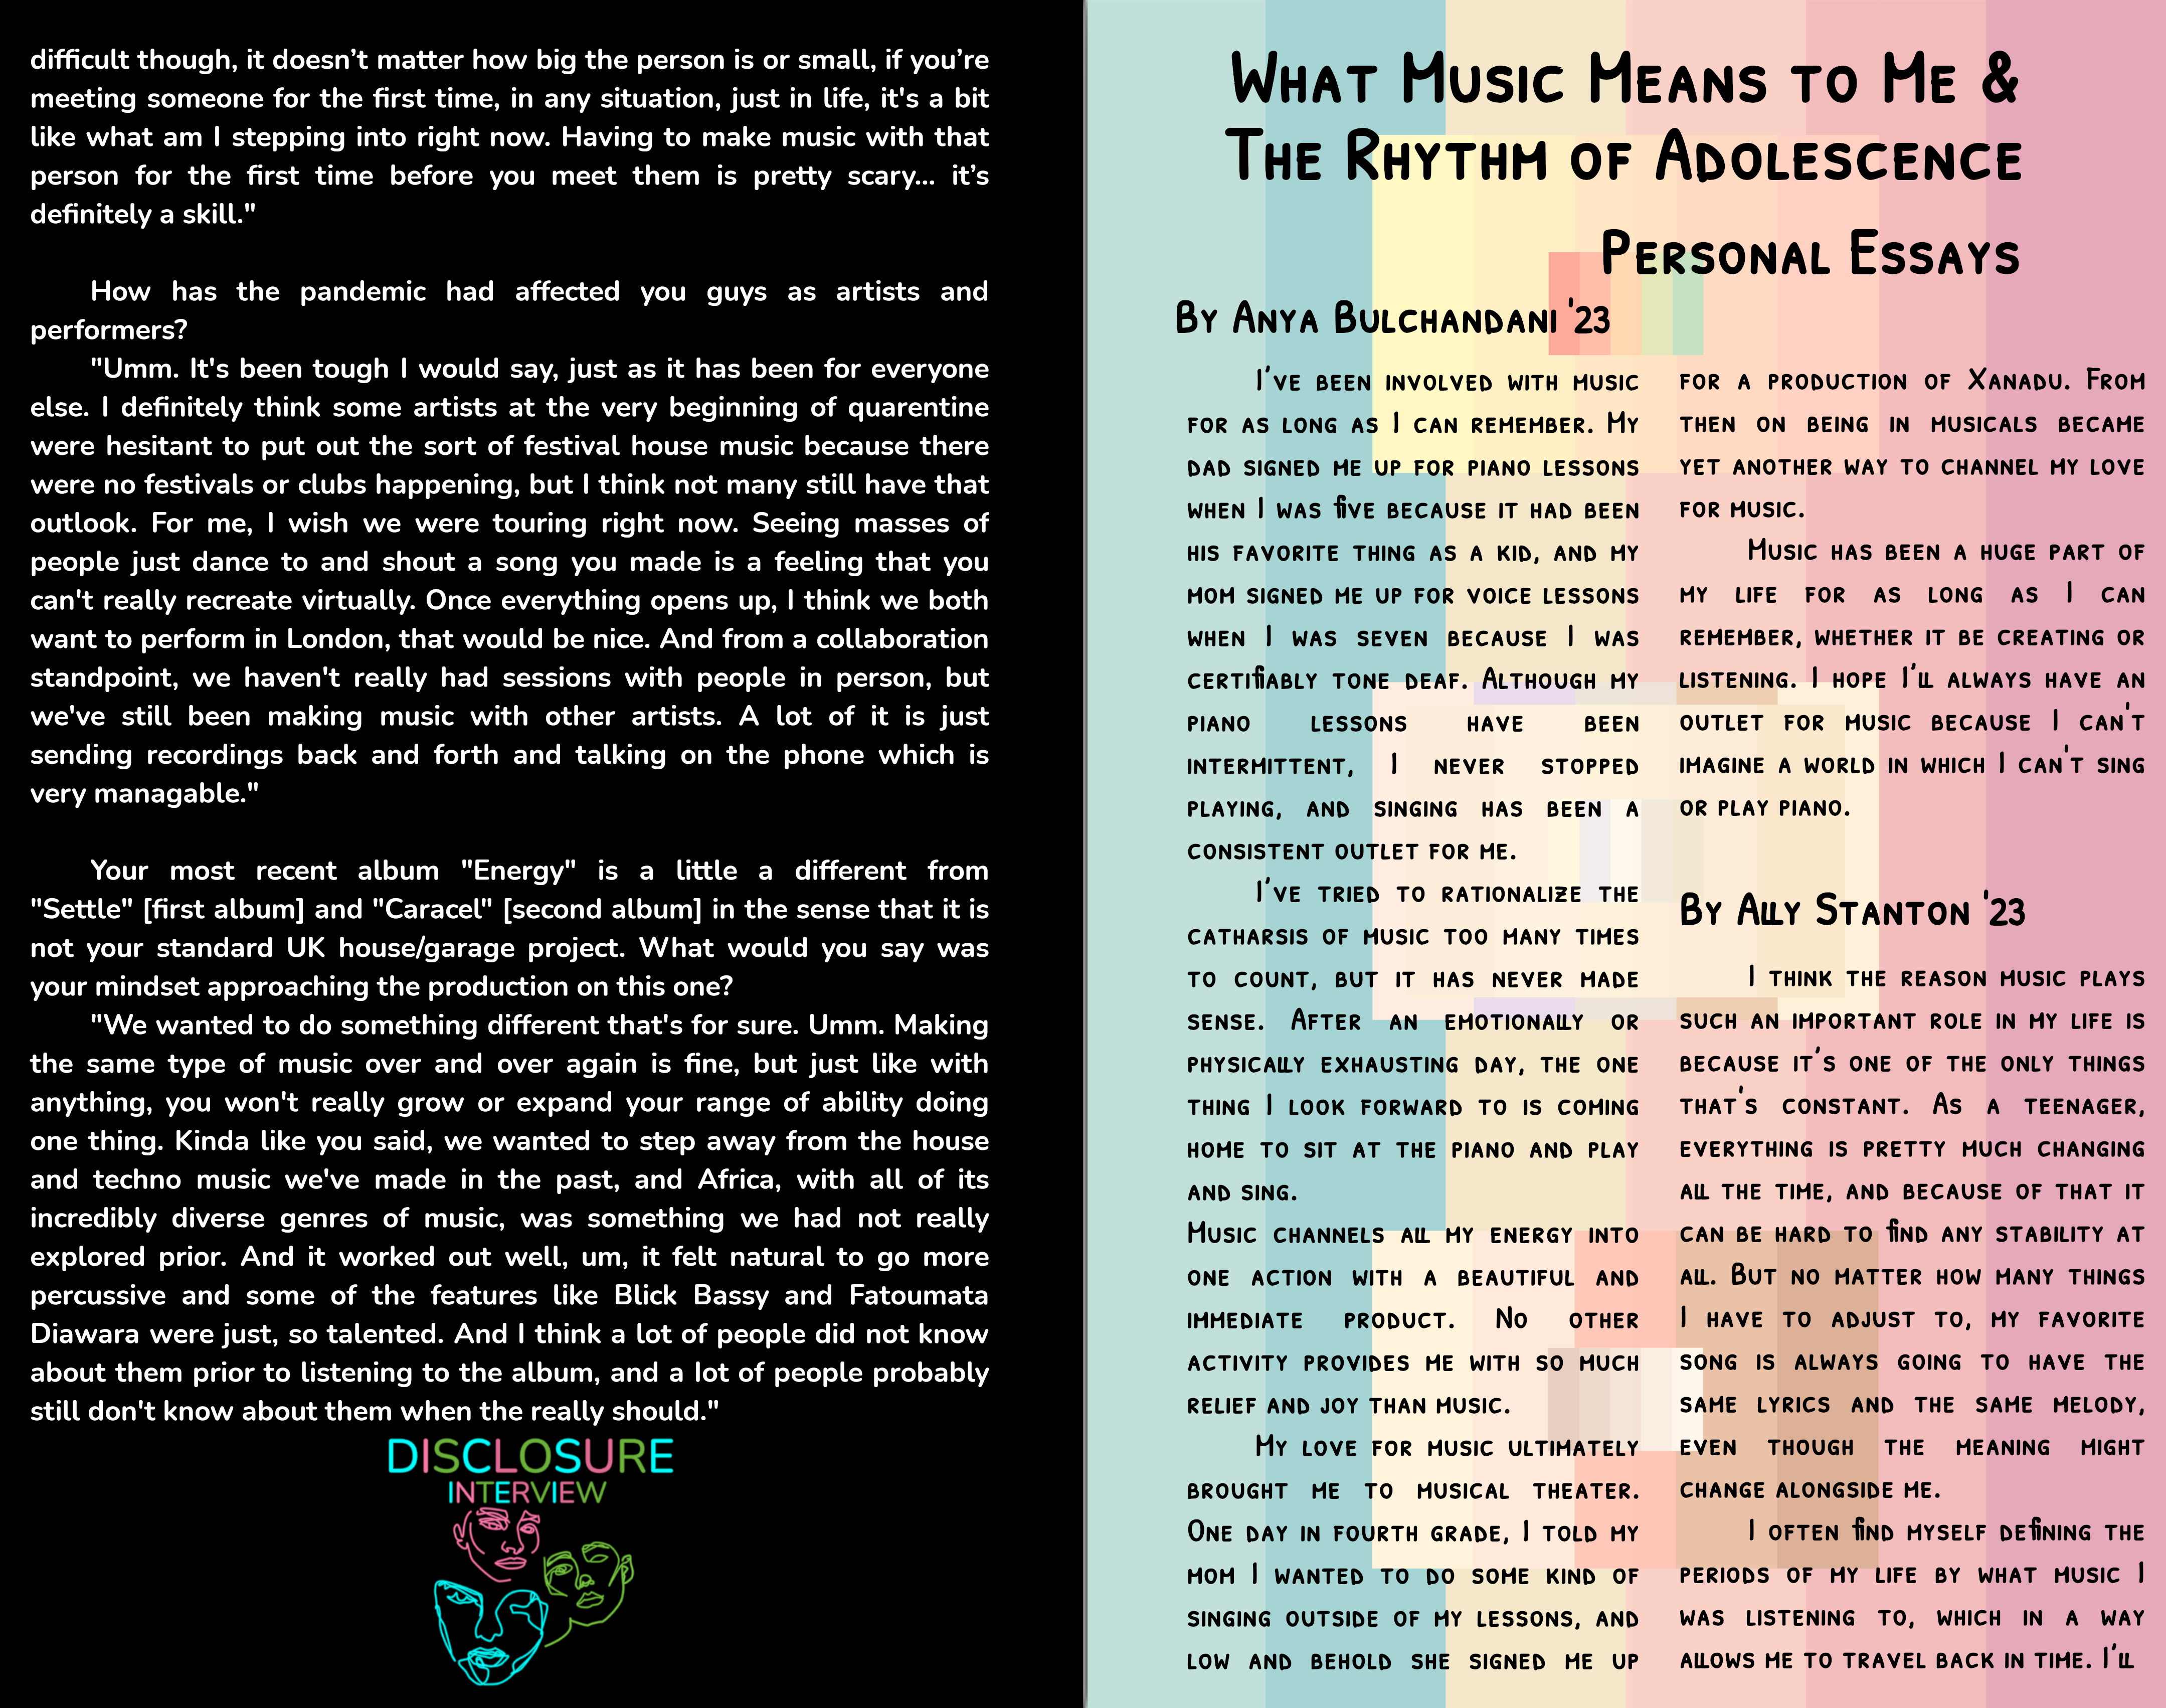 difficult though, it doesn’t matter how big the person is or small, if you’re
meeting someone for the first time, in any situation, just in life, it's a bit
like what am I stepping into right now. Having to make music with that
person for the first time before you meet them is pretty scary... it’s
definitely a skill."
How has the pandemic had affected you guys as artists and
performers?
"Umm. It's been tough I would say, just as it has been for everyone
else. I definitely think some artists at the very beginning of quarentine
were hesitant to put out the sort of festival house music because there
were no festivals or clubs happening, but I think not many still have that
outlook. For me, I wish we were touring right now. Seeing masses of
people just dance to and shout a song you made is a feeling that you
can't really recreate virtually. Once everything opens up, I think we both
want to perform in London, that would be nice. And from a collaboration
standpoint, we haven't really had sessions with people in person, but
we've still been making music with other artists. A lot of it is just
sending recordings back and forth and talking on the phone which is
very managable."
Your most recent album "Energy" is a little a different from
"Settle" [first album] and "Caracel" [second album] in the sense that it is
not your standard UK house/garage project. What would you say was
your mindset approaching the production on this one?
"We wanted to do something different that's for sure. Umm. Making
the same type of music over and over again is fine, but just like with
anything, you won't really grow or expand your range of ability doing
one thing. Kinda like you said, we wanted to step away from the house
and techno music we've made in the past, and Africa, with all of its
incredibly diverse genres of music, was something we had not really
explored prior. And it worked out well, um, it felt natural to go more
percussive and some of the features like Blick Bassy and Fatoumata
Diawara were just, so talented. And I think a lot of people did not know
about them prior to listening to the album, and a lot of people probably
still don't know about them when the really should."
DISCLOSURE
INTERVIEW
What Music Means to Me &
The Rhythm of Adolescence
Personal Essays
By Anya Bulchandani '23
I've been involved with music
for as long as I can remember. My
dad signed me up for piano lessons
when I was five because it had been
his favorite thing as a kid, and my
mom signed me up for voice lessons
when I was seven because I was
certifiably tone deaf. Although my
piano lessons have been
intermittent, I never stopped
playing, and singing has been a
consistent outlet for me.
I've tried to rationalize the
catharsis of music too many times
to count, but it has never made
sense. After an emotionally or
physically exhausting day, the one
thing I look forward to is coming
home to sit at the piano and play
and sing.
Music channels all my energy into
one action with a beautiful and
immediate product. No other
activity provides me with so much
relief and joy than music.
My love for music ultimately
brought me to musical theater.
One day in fourth grade, I told my
mom I wanted to do some kind of
singing outside of my lessons, and
low and behold she signed me up
for a production of Xanadu. From
then on being in musicals became
yet another way to channel my love
for music.
Music has been a huge part of
my life for as long as I can
remember, whether it be creating or
listening. I hope I'll always have an
outlet for music because I can't
imagine a world in which I can't sing
or play piano.
By Ally Stanton '23
I think the reason music plays
such an important role in my life is
because it's one of the only things
that's constant. As a teenager,
everything is pretty much changing
all the time, and because of that it
can be hard to find any stability at
all. But no matter how many things
I have to adjust to, my favorite
song is always going to have the
same lyrics and the same melody,
even though the meaning might
change alongside me.
I often find myself defining the
periods of my life by what music I
was listening to, which in a way
allows me to travel back in time. I'll